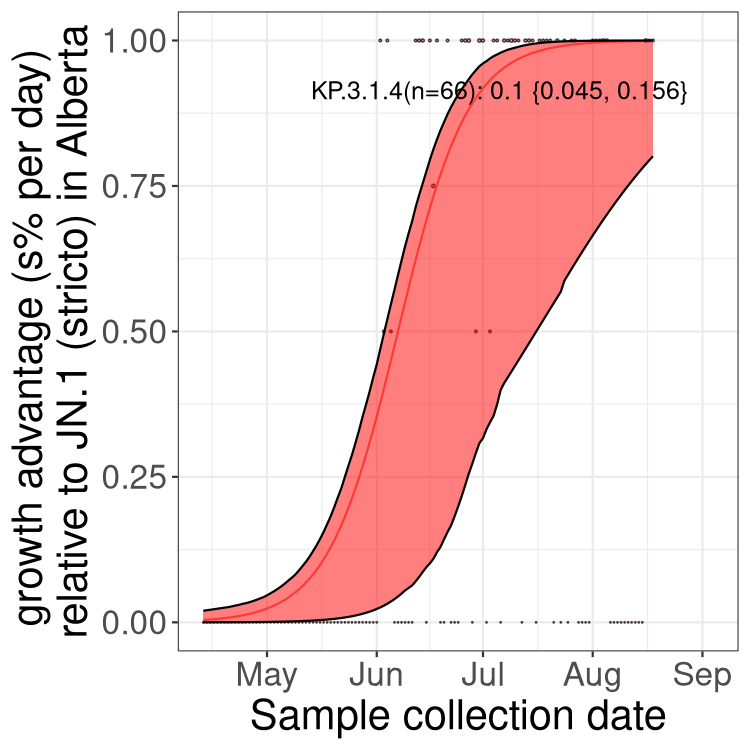 growth advantage (s% per day)
relative to JN.1 (stricto) in Alberta
1.00
0.75
0.50
0.25
0.00
KP.3.1.4(n=66): 0.1 {0.045, 0.156}
May Jun Jul Aug Sep
Sample collection date